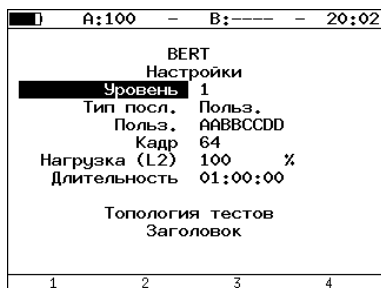 A:100 – B:---- – 20:02
BERT
Настройки
Уровень 1
Тип посл. Польз.
Польз. AABBCCDD
Кадр 64
Нагрузка (L2) 100 %
Длительность 01:00:00
Топология тестов
Заголовок
1 2 3 4